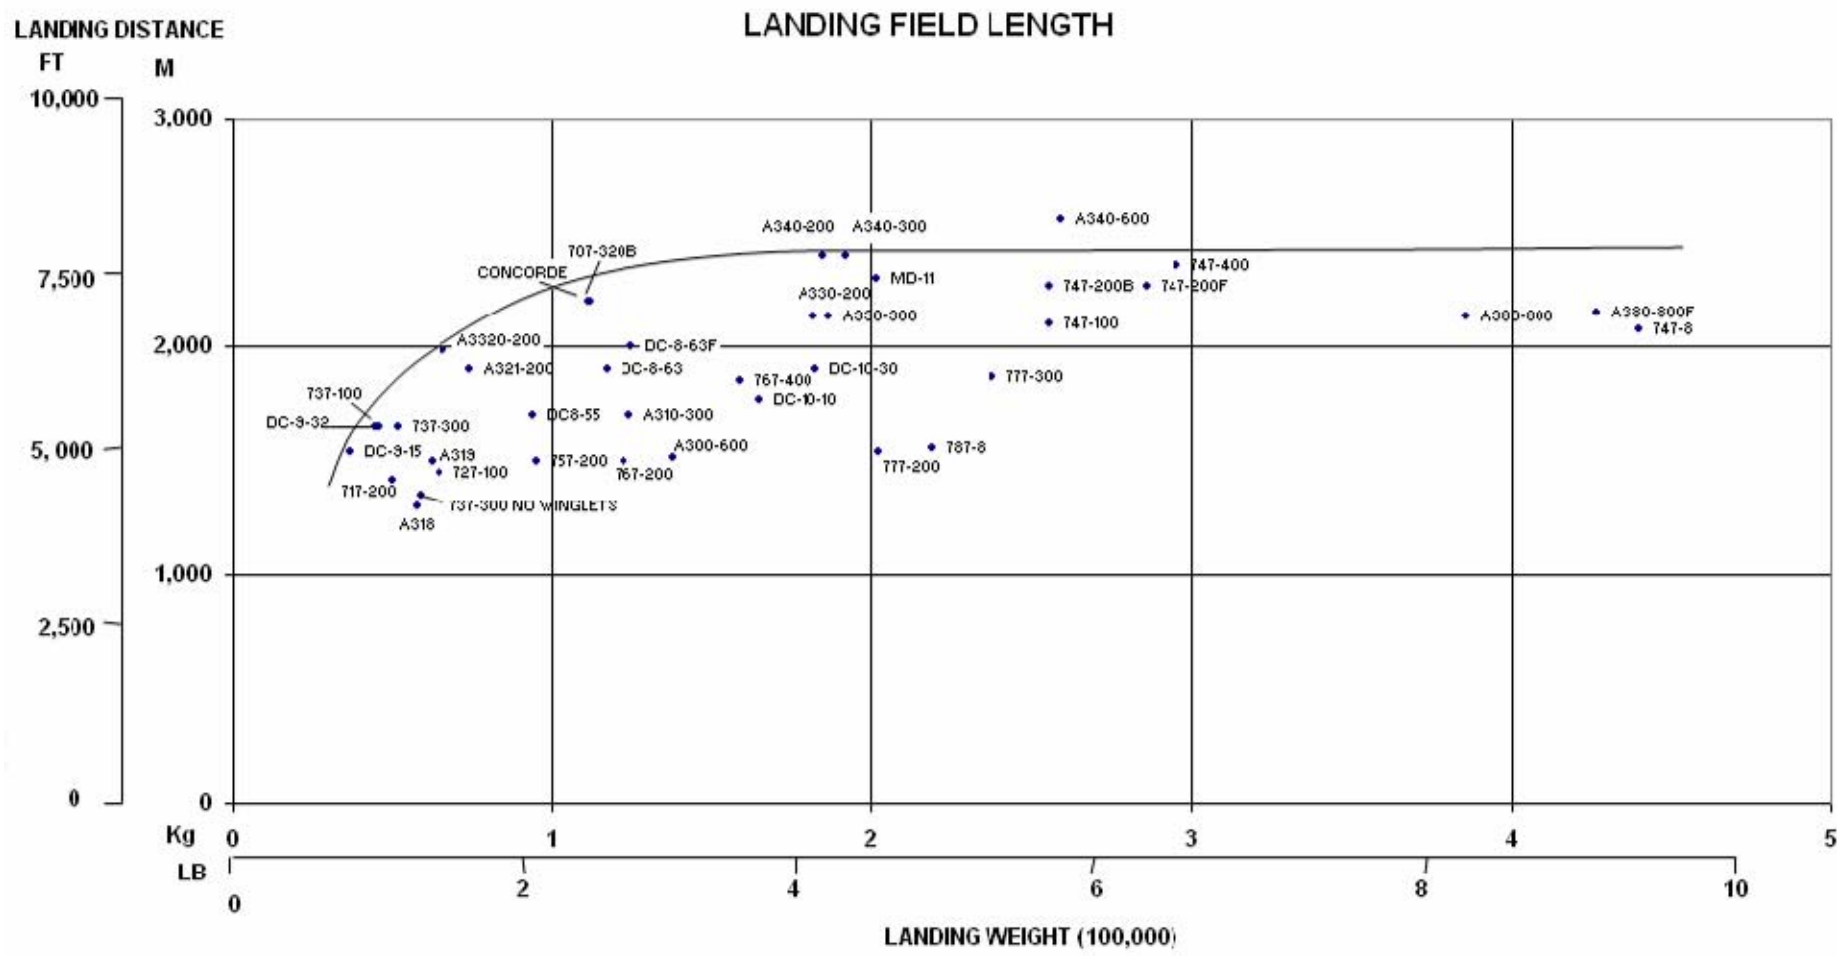 LANDING FIELD LENGTH
LANDING DISTANCE
FT
M
10,000
3,000
A340-200
A340-300
A340-600
707-320B
CONCORDE
7,500
MD-11
747-400
A330-200
747-200B
747-200F
A330-300
A380-800F
747-100
747-8
2,000
A3320-200
DC-8-63F
A321-200
DC-8-63
DC-10-30
767-400
777-300
737-100
DC-10-10
DC-9-32
737-300
DC8-55
A310-300
5,000
DC-9-15
A319
A300-600
787-8
757-200
777-200
727-100
767-200
717-200
737-300 NO WINGLETS
A318
1,000
2,500
0
0
Kg
0
1
2
3
4
5
LB
0
2
4
6
8
10
LANDING WEIGHT (100,000)